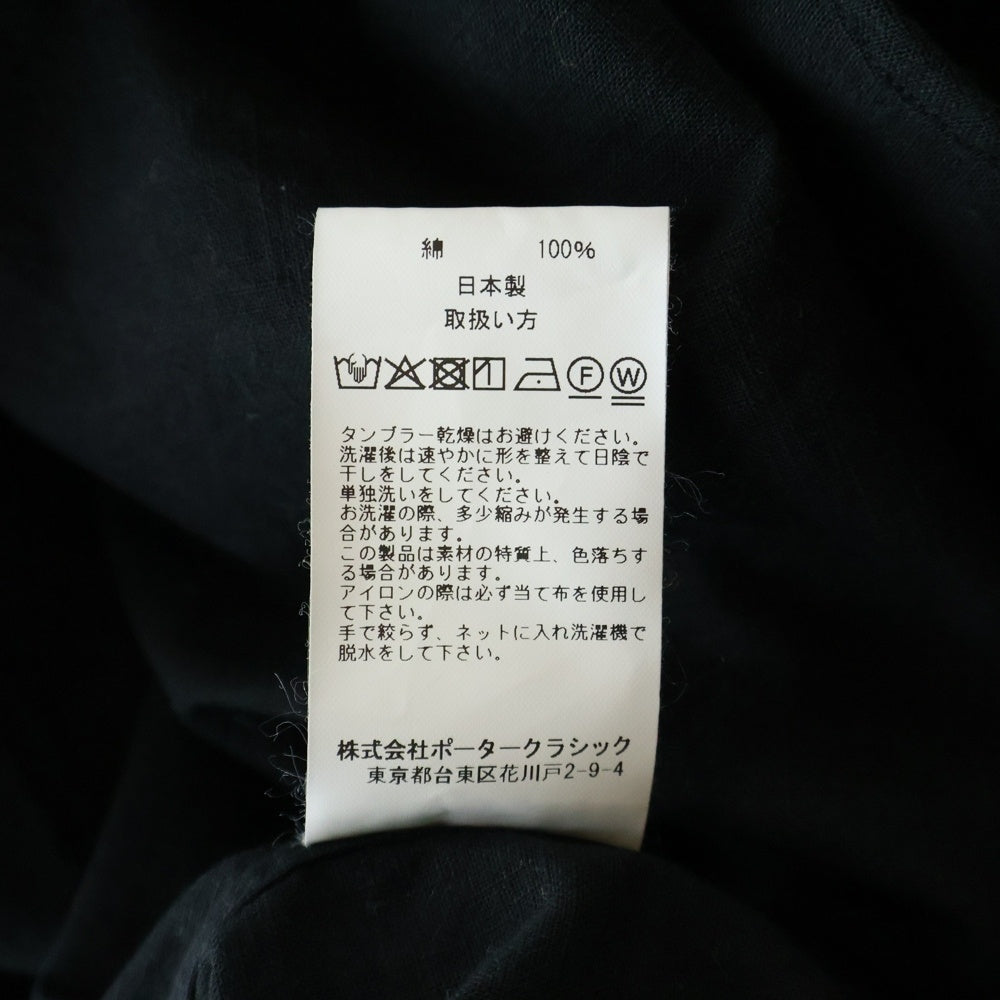 綿 100%
日本製
取扱い方
F W
タンブラー乾燥はお避けください。
洗濯後は速やかに形を整えて日陰で
干しをしてください。
単独洗いをしてください。
お洗濯の際、多少縮みが発生する場
合があります。
この製品は素材の特質上、色落ちす
る場合があります。
アイロンの際は必ず当て布を使用し
て下さい。
手で絞らず、ネットに入れ洗濯機で
脱水をして下さい。
株式会社ポータークラシック
東京都台東区花川戸2-9-4